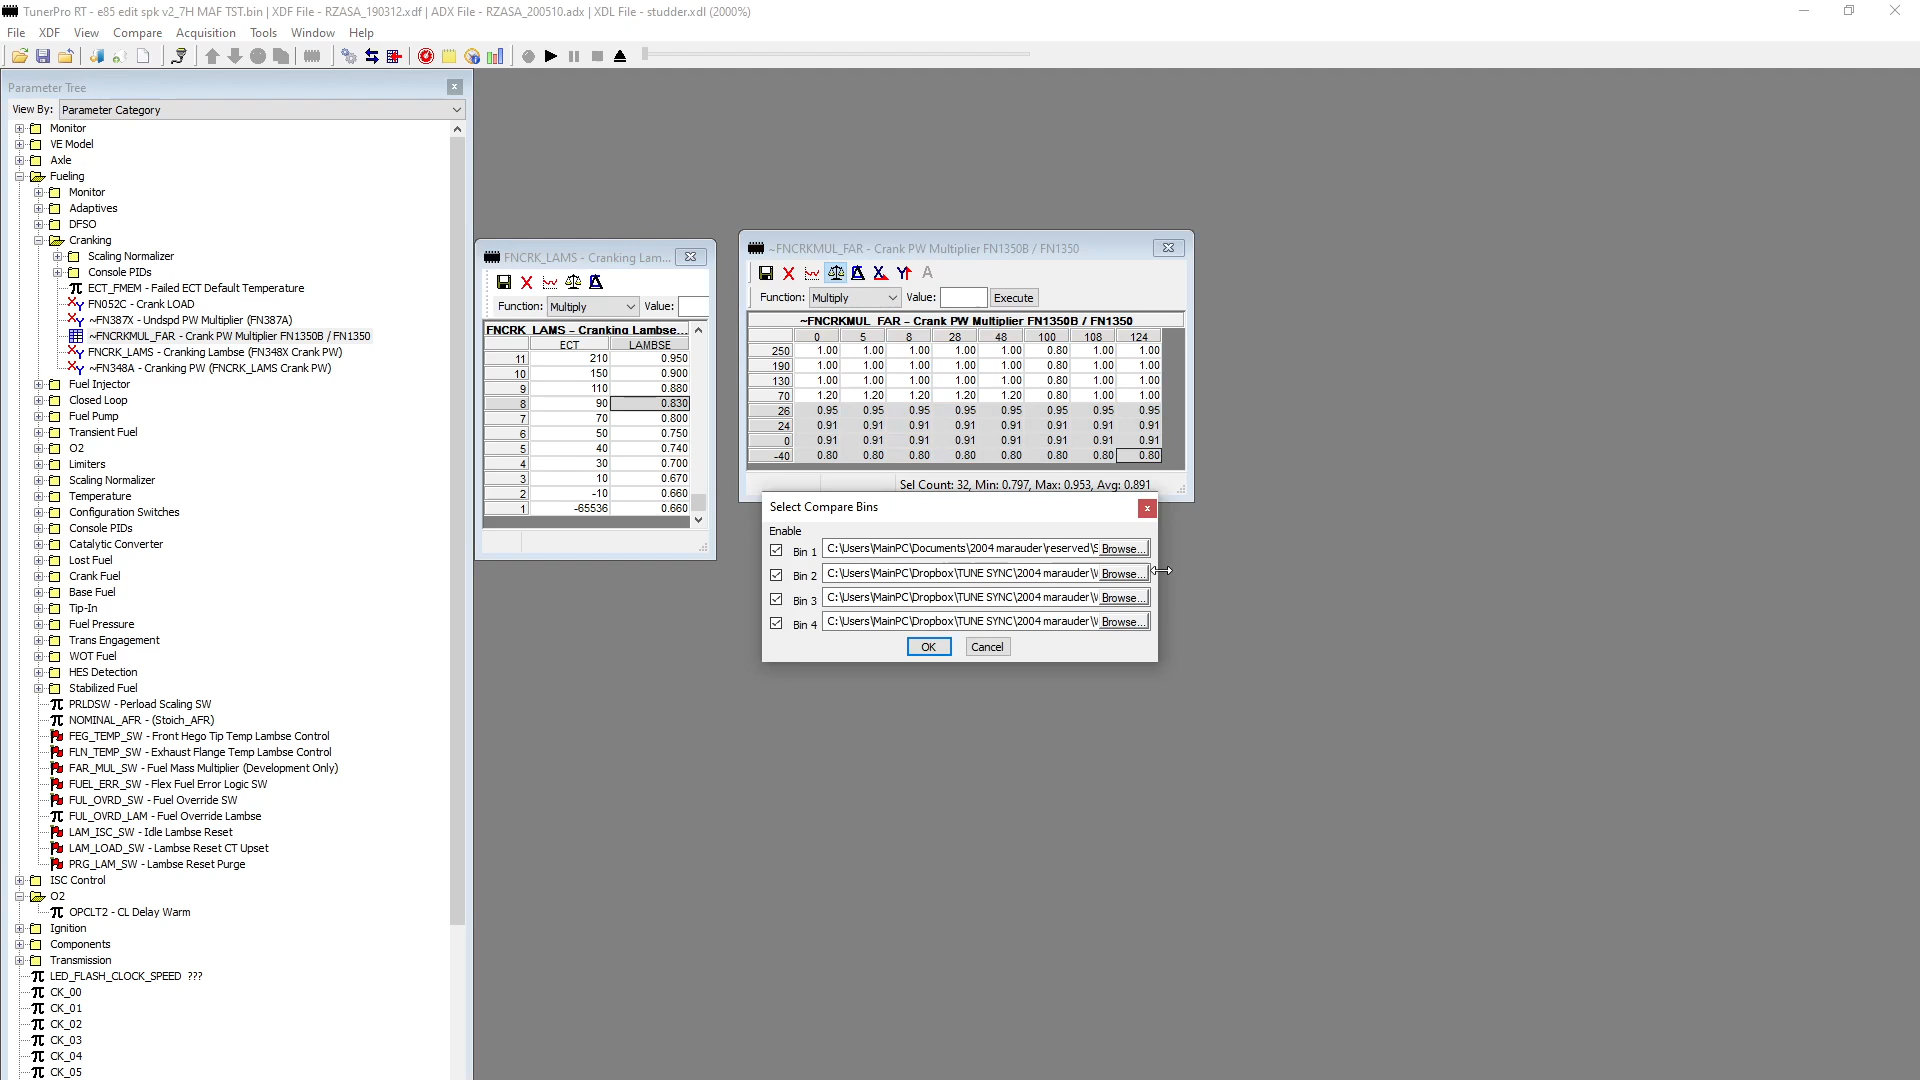 TunerPro RT - e85 edit spk v2_7H MAF TST.bin | XDF File - RZASA_190312.xdf | ADX File - RZASA_200510.adx | XDL File - studder.xdl (2000%)
File XDF View Compare Acquisition Tools Window Help
Parameter Tree
View By: Parameter Category
Monitor
VE Model
Axle
Fueling
Monitor
Adaptives
DFSO
Cranking
Scaling Normalizer
Console PIDs
ECT_FMEM - Failed ECT Default Temperature
FN052C - Crank LOAD
~FN387X - Undspd PW Multiplier (FN387A)
~FNCRKMUL_FAR - Crank PW Multiplier FN1350B / FN1350
FNCRK_LAMS - Cranking Lambse (FN348X Crank PW)
~FN348A - Cranking PW (FNCRK_LAMS Crank PW)
Fuel Injector
Closed Loop
Fuel Pump
Transient Fuel
O2
Limiters
Scaling Normalizer
Temperature
Configuration Switches
Console PIDs
Catalytic Converter
Lost Fuel
Crank Fuel
Base Fuel
Tip-In
Fuel Pressure
Trans Engagement
WOT Fuel
HES Detection
Stabilized Fuel
PRLDSW - Perload Scaling SW
NOMINAL_AFR - (Stoich_AFR)
FEG_TEMP_SW - Front Hego Tip Temp Lambse Control
FLN_TEMP_SW - Exhaust Flange Temp Lambse Control
FAR_MUL_SW - Fuel Mass Multiplier (Development Only)
FUEL_ERR_SW - Flex Fuel Error Logic SW
FUL_OVRD_SW - Fuel Override SW
FUL_OVRD_LAM - Fuel Override Lambse
LAM_ISC_SW - Idle Lambse Reset
LAM_LOAD_SW - Lambse Reset CT Upset
PRG_LAM_SW - Lambse Reset Purge
ISC Control
O2
OPCLT2 - CL Delay Warm
Ignition
Components
Transmission
LED_FLASH_CLOCK_SPEED ???
CK_00
CK_01
CK_02
CK_03
CK_04
CK_05
FNCRK_LAMS - Cranking Lam...
Function: Multiply Value:
FNCRK_LAMS - Cranking Lambse...
ECT LAMBSE
11 210 0.950
10 150 0.900
9 110 0.880
8 90 0.830
7 70 0.800
6 50 0.750
5 40 0.740
4 30 0.700
3 10 0.670
2 -10 0.660
1 -65536 0.660
~FNCRKMUL_FAR - Crank PW Multiplier FN1350B / FN1350
A
Function: Multiply Value: Execute
~FNCRKMUL_FAR - Crank PW Multiplier FN1350B / FN1350
0 5 8 28 48 100 108 124
250 1.00 1.00 1.00 1.00 1.00 0.80 1.00 1.00
190 1.00 1.00 1.00 1.00 1.00 0.80 1.00 1.00
130 1.00 1.00 1.00 1.00 1.00 0.80 1.00 1.00
70 1.20 1.20 1.20 1.20 1.20 0.80 1.00 1.00
26 0.95 0.95 0.95 0.95 0.95 0.95 0.95 0.95
24 0.91 0.91 0.91 0.91 0.91 0.91 0.91 0.91
0 0.91 0.91 0.91 0.91 0.91 0.91 0.91 0.91
-40 0.80 0.80 0.80 0.80 0.80 0.80 0.80 0.80
Sel Count: 32, Min: 0.797, Max: 0.953, Avg: 0.891
Select Compare Bins
Enable
Bin 1 C:\Users\MainPC\Documents\2004 marauder\reserved\S Browse...
Bin 2 C:\Users\MainPC\Dropbox\TUNE SYNC\2004 marauder\ Browse...
Bin 3 C:\Users\MainPC\Dropbox\TUNE SYNC\2004 marauder\ Browse...
Bin 4 C:\Users\MainPC\Dropbox\TUNE SYNC\2004 marauder\ Browse...
OK Cancel